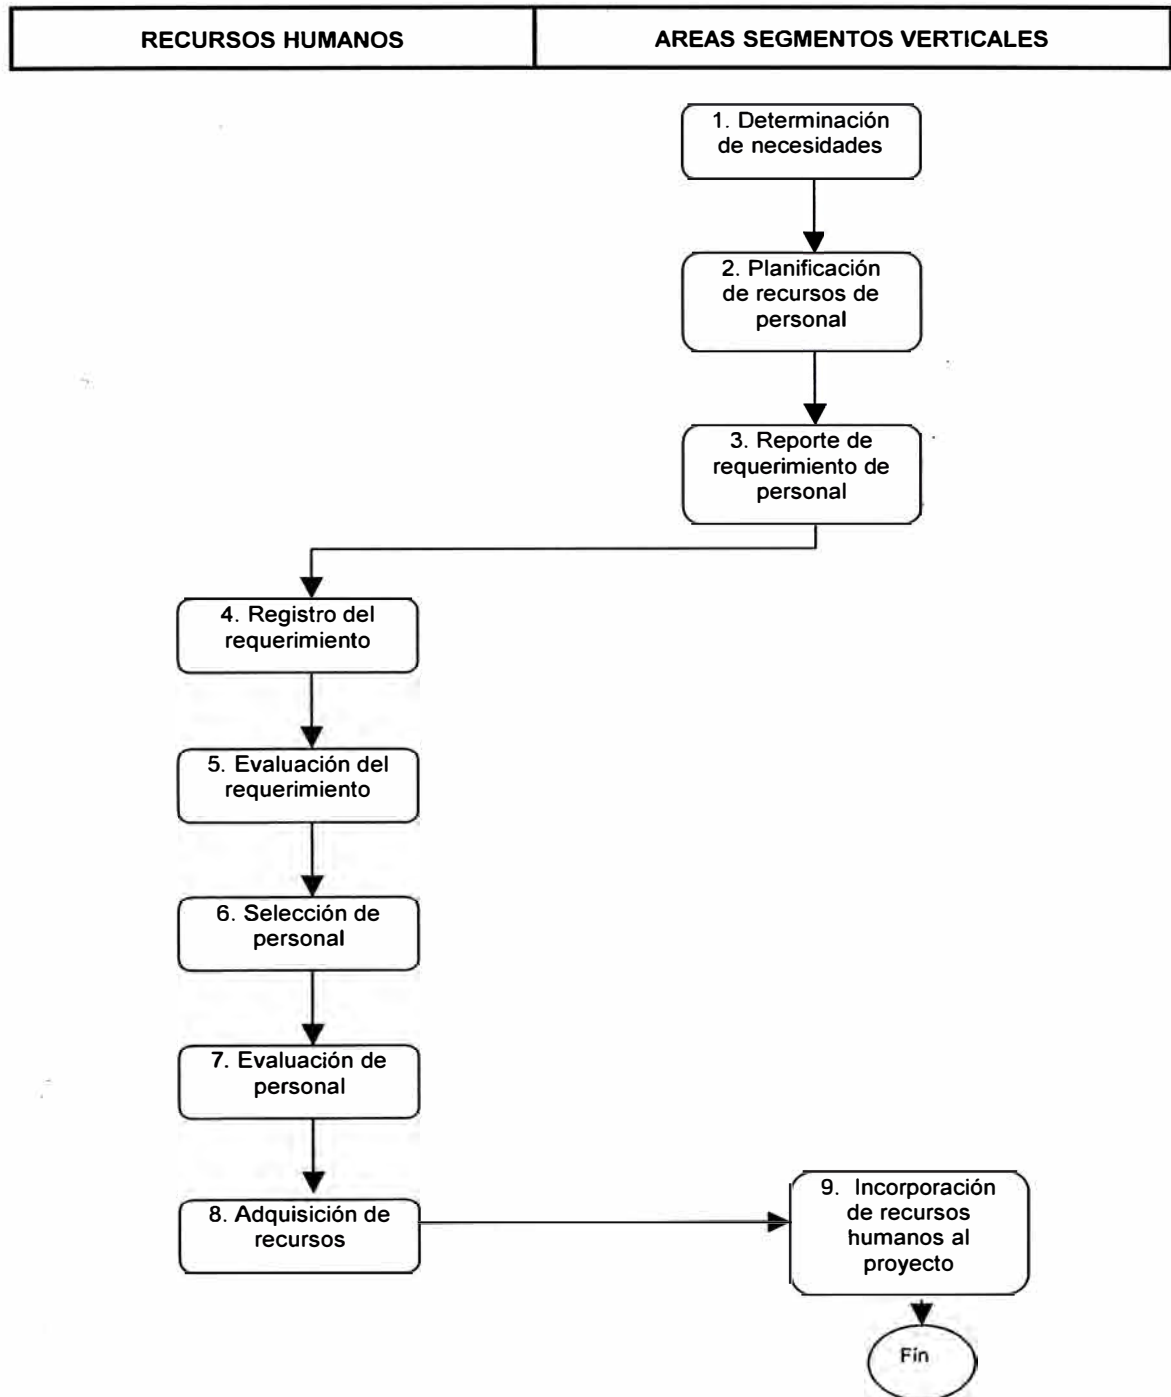 RECURSOS HUMANOS
AREAS SEGMENTOS VERTICALES
1. Determinación
de necesidades
2. Planificación
de recursos de
personal
3. Reporte de
requerimiento de
personal
4. Registro del
requerimiento
5. Evaluación del
requerimiento
6. Selección de
personal
7. Evaluación de
personal
8. Adquisición de
recursos
9. Incorporación
de recursos
humanos al
proyecto
Fín